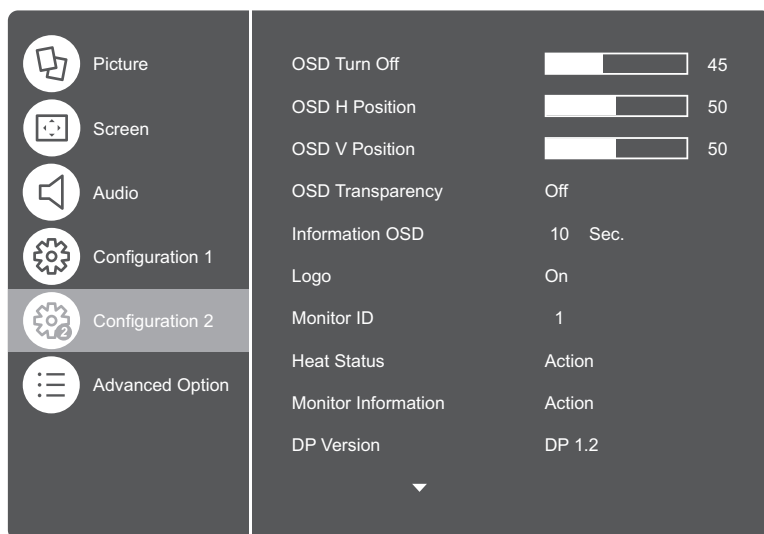 Picture
Screen
Audio
Configuration 1
2
Configuration 2
Advanced Option
OSD Turn Off 45
OSD H Position 50
OSD V Position 50
OSD Transparency Off
Information OSD 10 Sec.
Logo On
Monitor ID 1
Heat Status Action
Monitor Information Action
DP Version DP 1.2